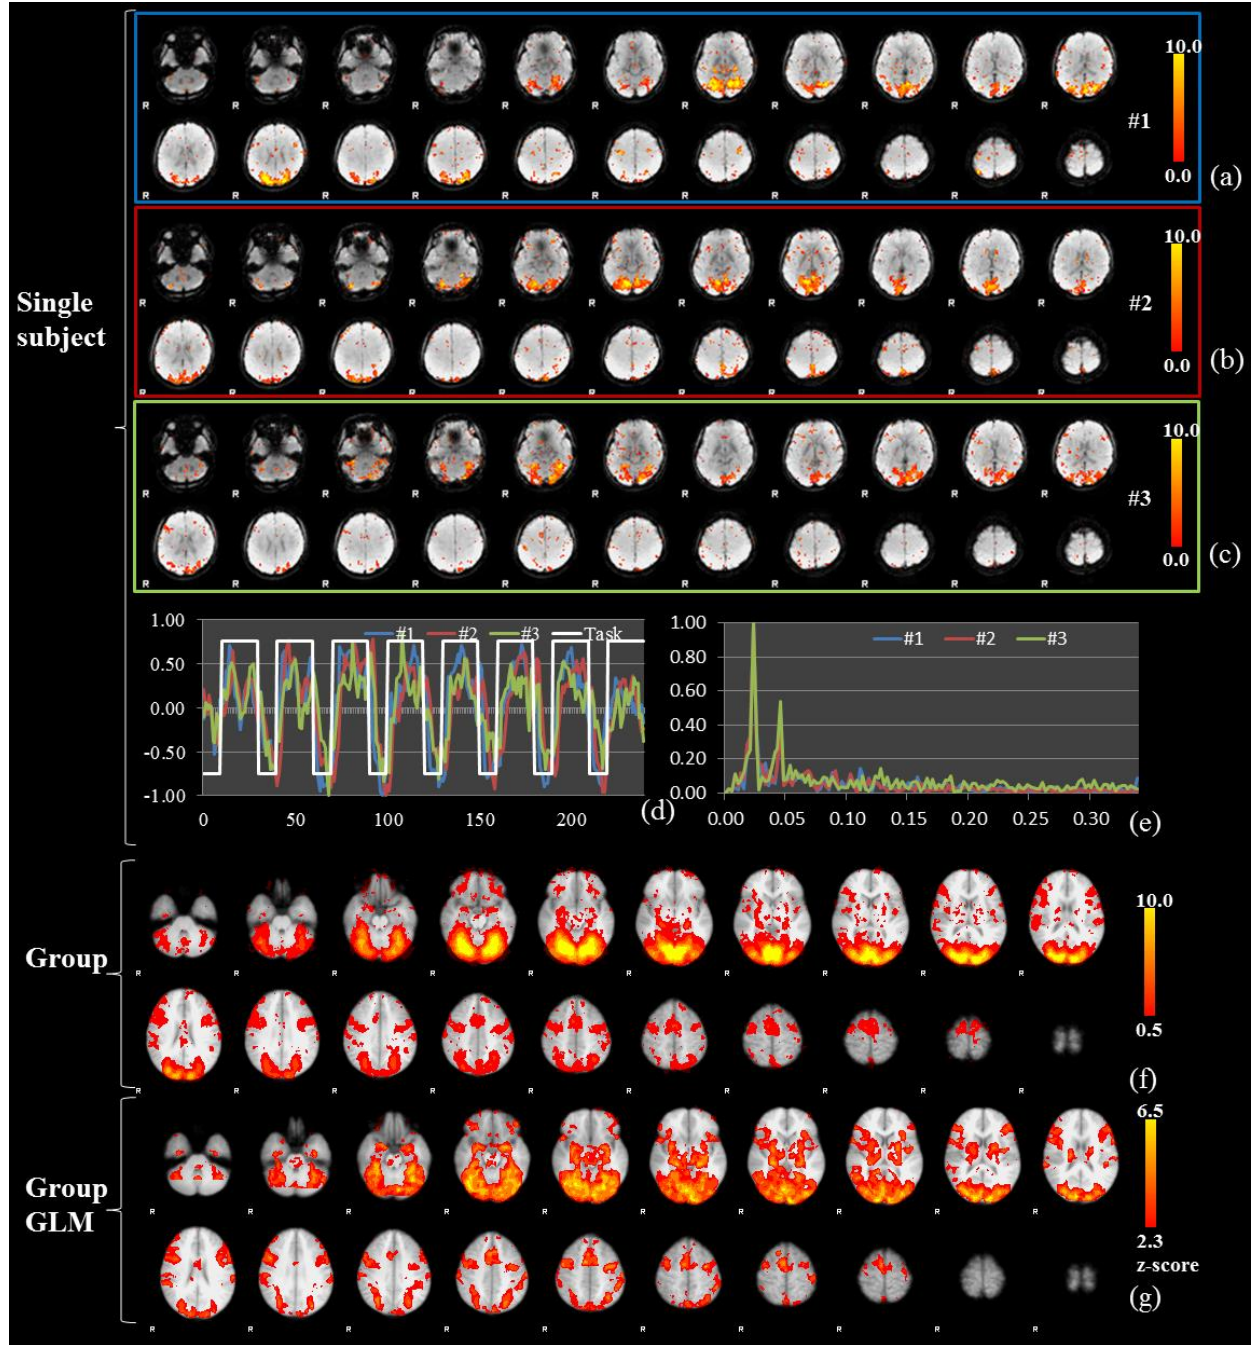 10.0
R R R R R R R R R R R
#1
0.0
R R R R R R R R R R R
(a)
10.0
R R R R R R R R R R R
#2
0.0
R R R R R R R R R R R
(b)
Single
subject
10.0
R R R R R R R R R R R
#3
0.0
R R R R R R R R R R R
(c)
1.00
0.50
0.00
-0.50
-1.00
#1 #2 #3 Task
0 50 100 150 200
(d)
1.00
0.80
0.60
0.40
0.20
0.00
#1 #2 #3
0.00 0.05 0.10 0.15 0.20 0.25 0.30
(e)
Group
10.0
R R R R R R R R R R
0.5
R R R R R R R R R R
(f)
Group
GLM
6.5
R R R R R R R R R R
2.3
z-score
(g)
R R R R R R R R R R